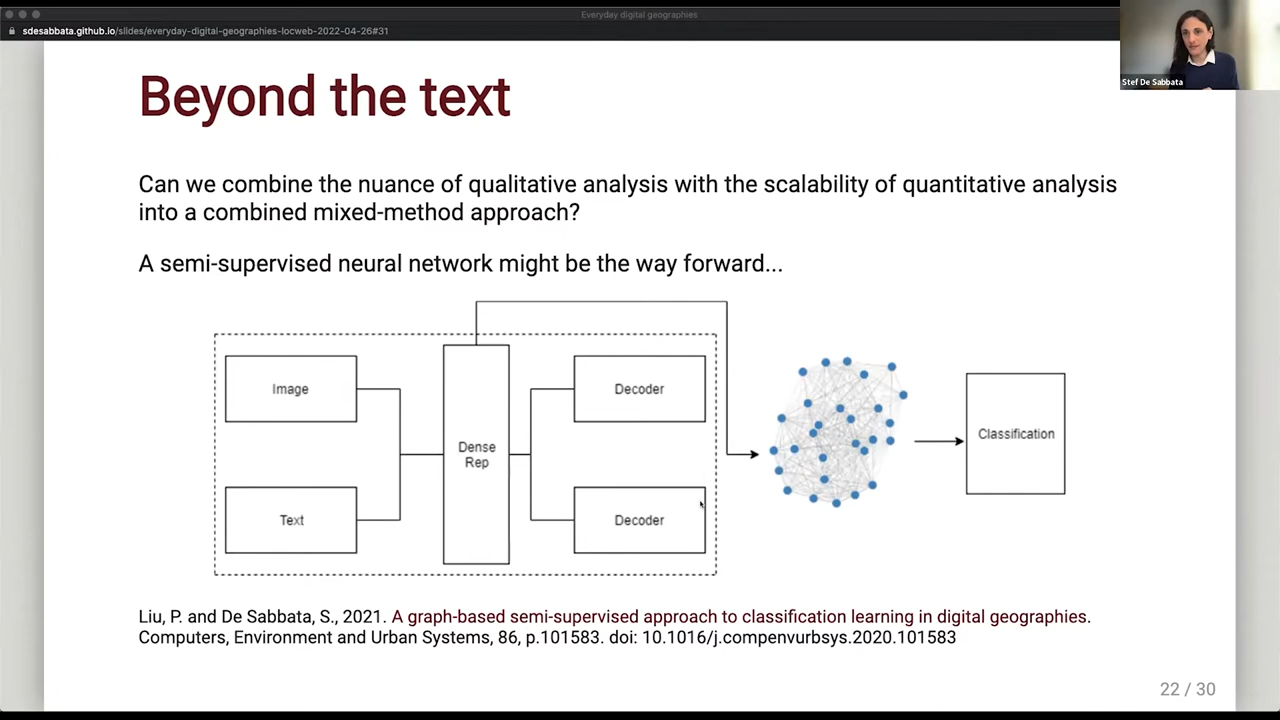 Everyday digital geographies
sdesabbata.github.io/slides/everyday-digital-geographies-locweb-2022-04-26#31
Stef De Sabbata
Beyond the text
Can we combine the nuance of qualitative analysis with the scalability of quantitative analysis
into a combined mixed-method approach?
A semi-supervised neural network might be the way forward...
Image
Decoder
Dense
Rep
Classification
Text
Decoder
Liu, P. and De Sabbata, S., 2021. A graph-based semi-supervised approach to classification learning in digital geographies.
Computers, Environment and Urban Systems, 86, p.101583. doi: 10.1016/j.compenvurbsys.2020.101583
22 / 30